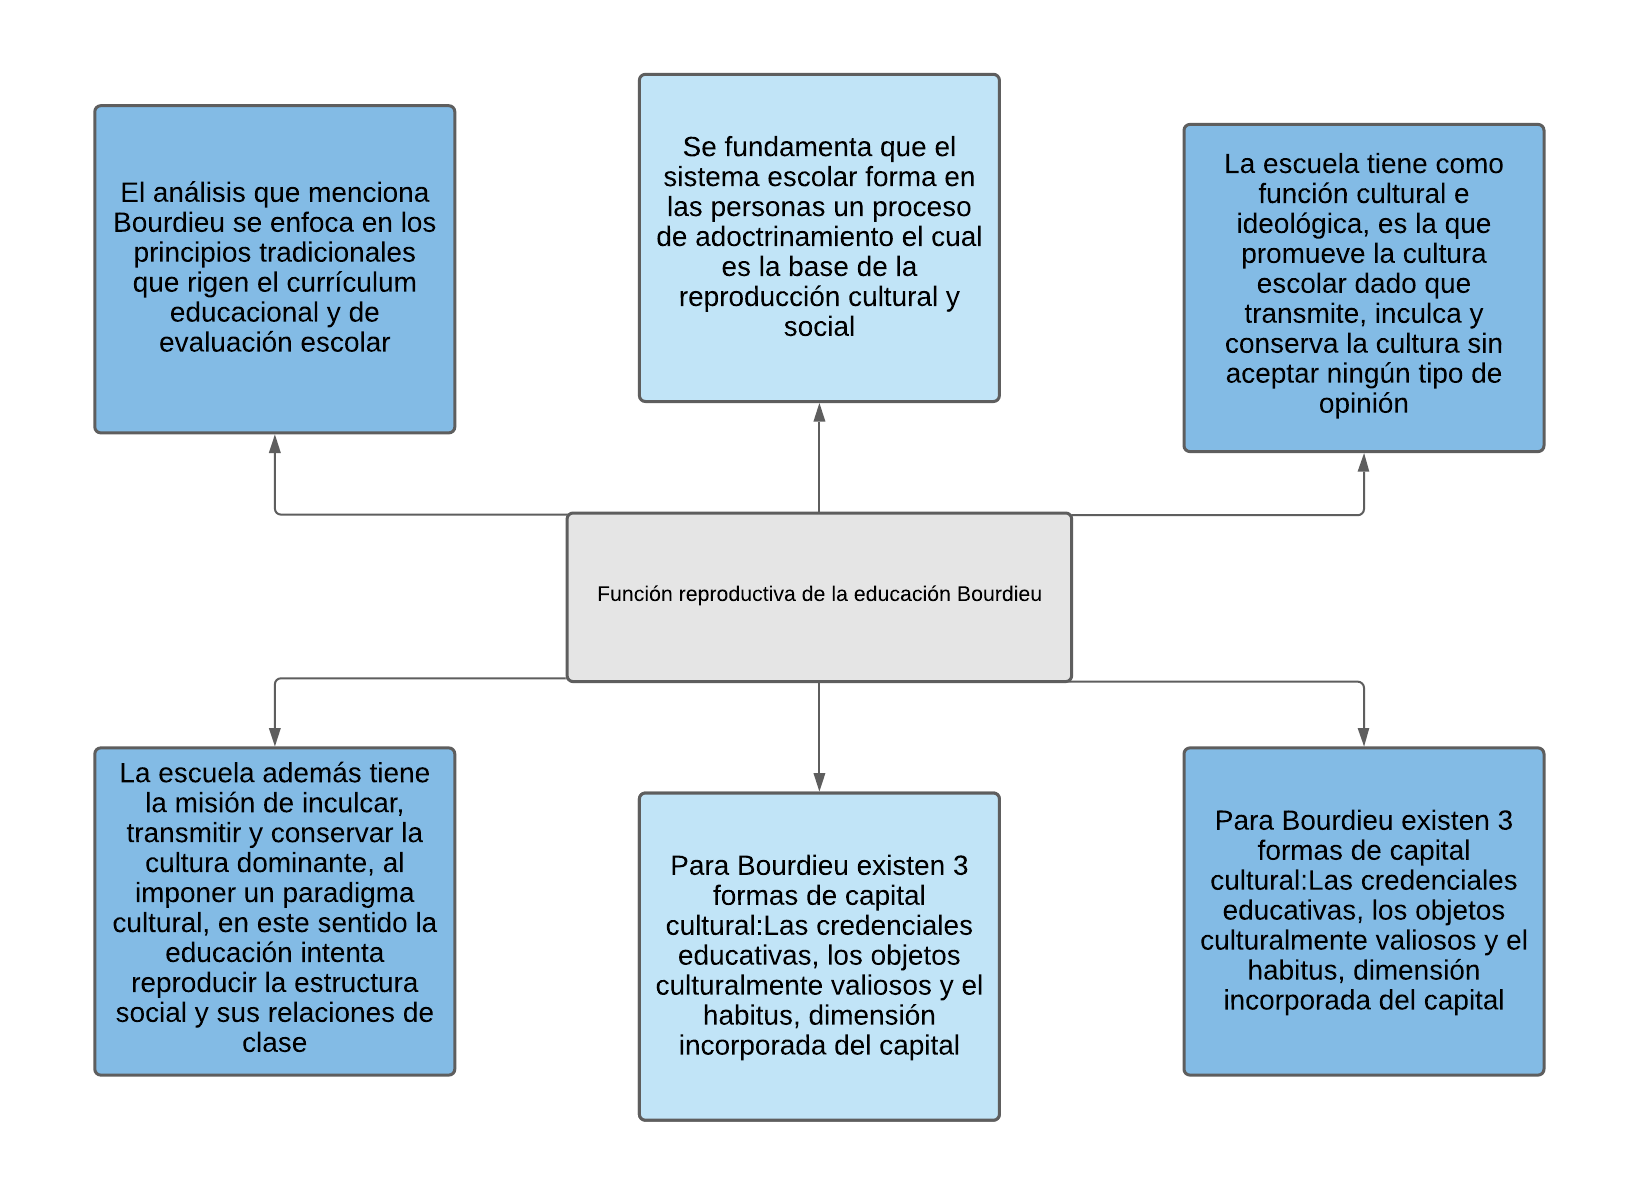 El análisis que menciona
Bourdieu se enfoca en los
principios tradicionales
que rigen el currículum
educacional y de
evaluación escolar
Se fundamenta que el
sistema escolar forma en
las personas un proceso
de adoctrinamiento el cual
es la base de la
reproducción cultural y
social
La escuela tiene como
función cultural e
ideológica, es la que
promueve la cultura
escolar dado que
transmite, inculca y
conserva la cultura sin
aceptar ningún tipo de
opinión
Función reproductiva de la educación Bourdieu
La escuela además tiene
la misión de inculcar,
transmitir y conservar la
cultura dominante, al
imponer un paradigma
cultural, en este sentido la
educación intenta
reproducir la estructura
social y sus relaciones de
clase
Para Bourdieu existen 3
formas de capital
cultural:Las credenciales
educativas, los objetos
culturalmente valiosos y el
habitus, dimensión
incorporada del capital
Para Bourdieu existen 3
formas de capital
cultural:Las credenciales
educativas, los objetos
culturalmente valiosos y el
habitus, dimensión
incorporada del capital